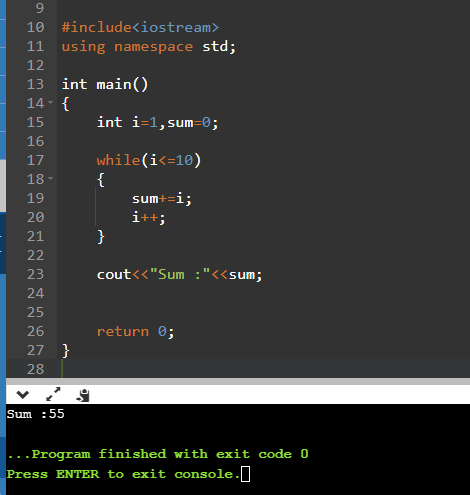 9
10 #include<iostream>
11 using namespace std;
12
13 int main()
14 {
15     int i=1,sum=0;
16
17     while(i<=10)
18     {
19         sum+=i;
20         i++;
21     }
22
23     cout<<"Sum :"<<sum;
24
25
26     return 0;
27 }
28
Sum :55

...Program finished with exit code 0
Press ENTER to exit console.